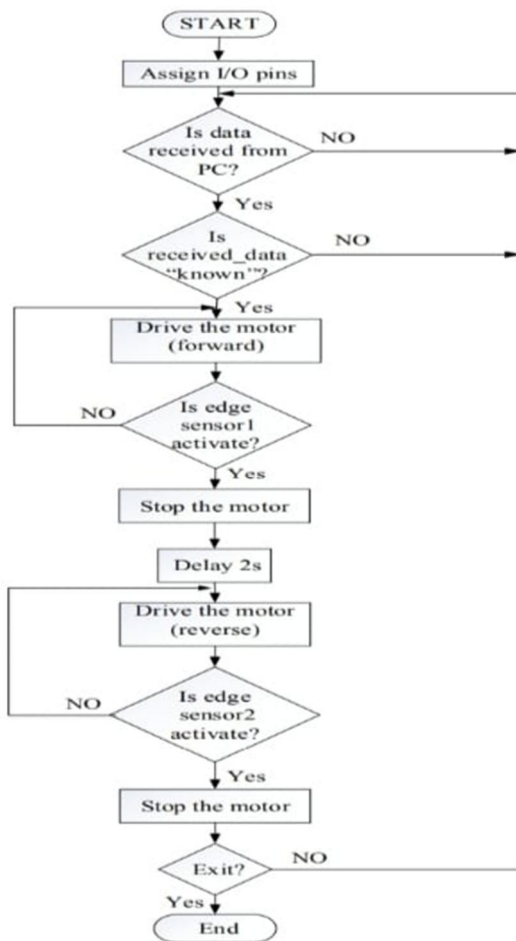 START
Assign I/O pins
Is data
received from
PC?
NO
Yes
Is
received_data
“known”?
NO
Yes
Drive the motor
(forward)
Is edge
sensor1
activate?
NO
Yes
Stop the motor
Delay 2s
Drive the motor
(reverse)
Is edge
sensor2
activate?
NO
Yes
Stop the motor
Exit?
NO
Yes
End